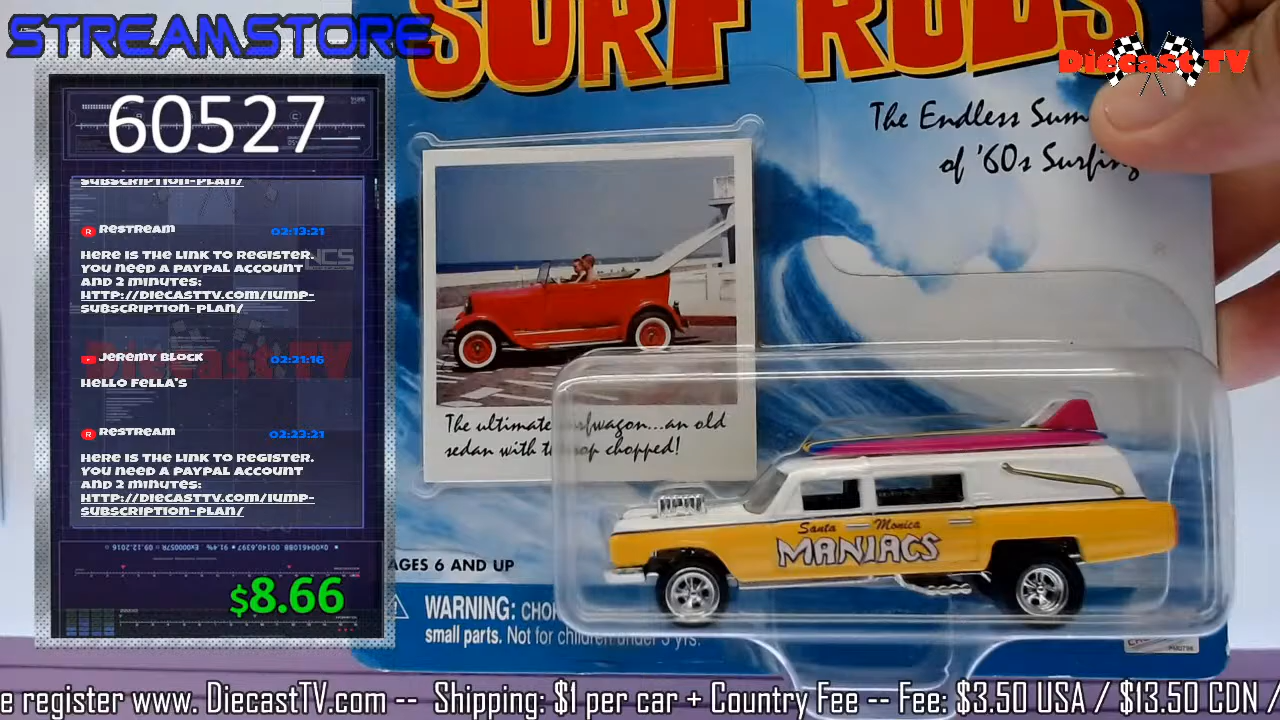 STREAMSTORE
60527
SUBSCRIPTION-PLAN/
RESTREAM 02:13:21
HERE IS THE LINK TO REGISTER.
YOU NEED A PAYPAL ACCOUNT
AND 2 MINUTES:
HTTP://DIECASTTV.COM/IUMP-
SUBSCRIPTION-PLAN/
JEREMY BLOCK 02:21:16
HELLO FELLA'S
RESTREAM 02:23:21
HERE IS THE LINK TO REGISTER.
YOU NEED A PAYPAL ACCOUNT
AND 2 MINUTES:
HTTP://DIECASTTV.COM/IUMP-
SUBSCRIPTION-PLAN/
$8.66
SURF RODS
Diecast TV
The Endless Sum
of '60s Surfing
The ultimate surfwagon...an old
sedan with top chopped!
Santa Monica
MANIACS
AGES 6 AND UP
WARNING: CHO
small parts. Not for children under 3 yrs.
e register www. DiecastTV.com -- Shipping: $1 per car + Country Fee -- Fee: $3.50 USA / $13.50 CDN /